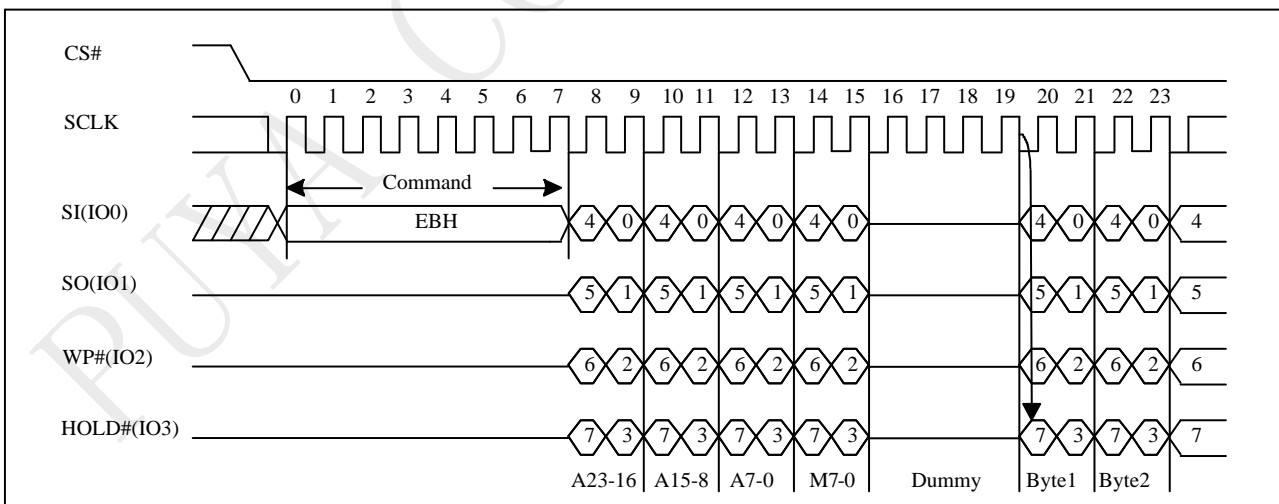 PUYA CO
CS#
0 1 2 3 4 5 6 7 8 9 10 11 12 13 14 15 16 17 18 19 20 21 22 23
SCLK
Command
SI(IO0) EBH 4 0 4 0 4 0 4 0 4 0 4 0 4
SO(IO1) 5 1 5 1 5 1 5 1 5 1 5 1 5
WP#(IO2) 6 2 6 2 6 2 6 2 6 2 6 2 6
HOLD#(IO3) 7 3 7 3 7 3 7 3 7 3 7 3 7
A23-16 A15-8 A7-0 M7-0 Dummy Byte1 Byte2